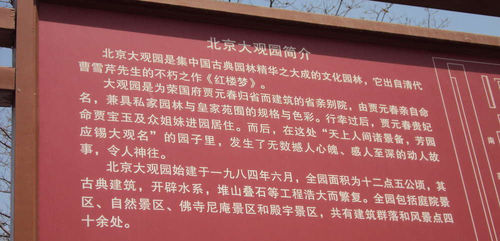 北京大观园简介
北京大观园是集中国古典园林精华之大成的文化园林，它出自清代
曹雪芹先生的不朽之作《红楼梦》。
大观园是为荣国府贾元春归省而建筑的省亲别院，由贾元春亲自命
名，兼具私家园林与皇家苑囿的规格与色彩。行幸过后，贾元春贵妃
命贾宝玉及众姐妹进园居住。而后，在这处“天上人间诸景备，芳园
应锡大观名”的园子里，发生了无数撼人心魄、感人至深的动人故
事，令人神往。
北京大观园始建于一九八四年六月，全园面积为十二点五公顷，其
古典建筑，开辟水系，堆山叠石等工程浩大而繁复。全园包括庭院景
区、自然景区、佛寺尼庵景区和殿宇景区，共有建筑群落和风景点四
十余处。
南